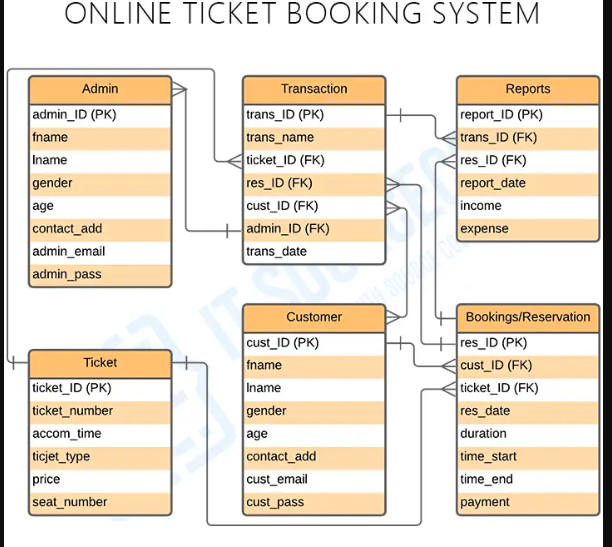 ONLINE TICKET BOOKING SYSTEM
Admin
admin_ID (PK)
fname
lname
gender
age
contact_add
admin_email
admin_pass
Transaction
trans_ID (PK)
trans_name
ticket_ID (FK)
res_ID (FK)
cust_ID (FK)
admin_ID (FK)
trans_date
Reports
report_ID (PK)
trans_ID (FK)
res_ID (FK)
report_date
income
expense
Ticket
ticket_ID (PK)
ticket_number
accom_time
ticjet_type
price
seat_number
Customer
cust_ID (PK)
fname
lname
gender
age
contact_add
cust_email
cust_pass
Bookings/Reservation
res_ID (PK)
cust_ID (FK)
ticket_ID (FK)
res_date
duration
time_start
time_end
payment